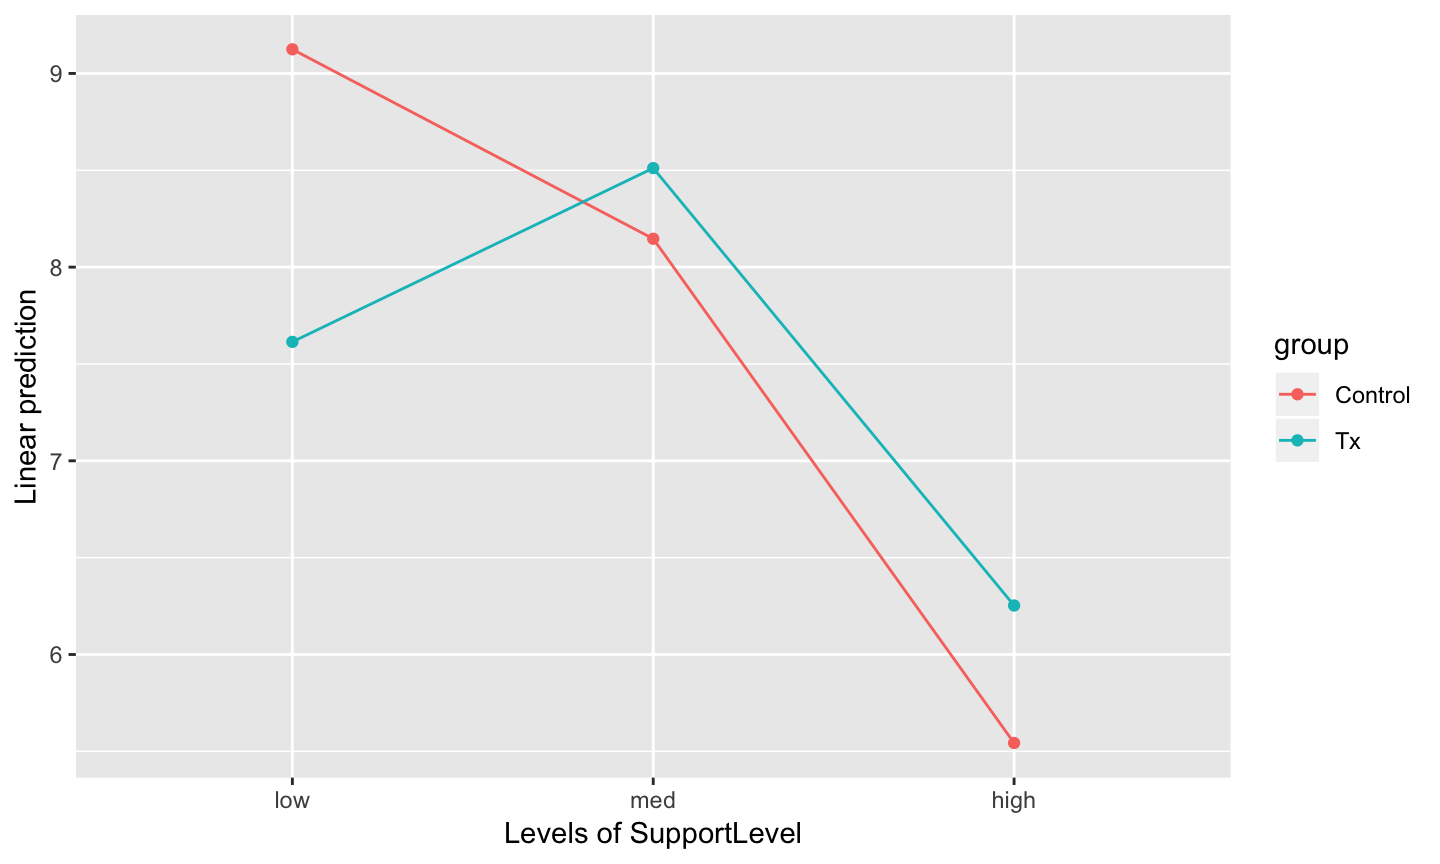 9
8
7
6
Linear prediction
low med high
Levels of SupportLevel
group
Control
Tx